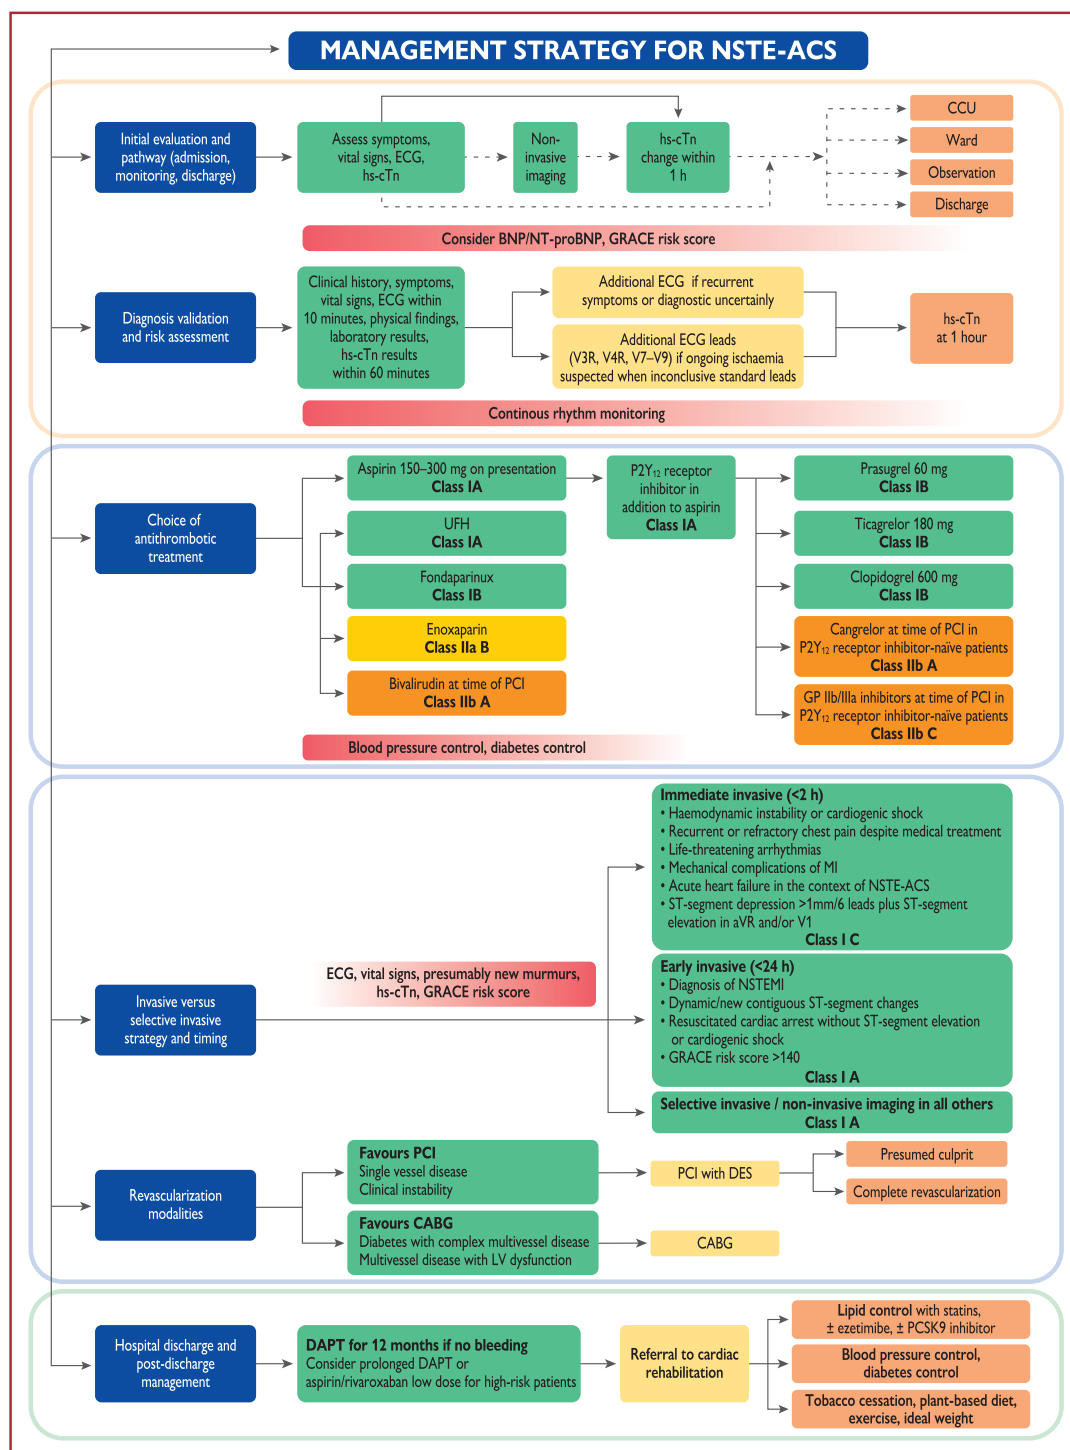 MANAGEMENT STRATEGY FOR NSTE-ACS
Initial evaluation and
pathway (admission,
monitoring, discharge)
Assess symptoms,
vital signs, ECG,
hs-cTn
Non-
invasive
imaging
hs-cTn
change within
1 h
CCU
Ward
Observation
Discharge
Consider BNP/NT-proBNP, GRACE risk score
Diagnosis validation
and risk assessment
Clinical history, symptoms,
vital signs, ECG within
10 minutes, physical findings,
laboratory results,
hs-cTn results
within 60 minutes
Additional ECG if recurrent
symptoms or diagnostic uncertainly
Additional ECG leads
(V3R, V4R, V7–V9) if ongoing ischaemia
suspected when inconclusive standard leads
hs-cTn
at 1 hour
Continous rhythm monitoring
Choice of
antithrombotic
treatment
Aspirin 150–300 mg on presentation
Class IA
UFH
Class IA
Fondaparinux
Class IB
Enoxaparin
Class IIa B
Bivalirudin at time of PCI
Class IIb A
P2Y₁₂ receptor
inhibitor in
addition to aspirin
Class IA
Prasugrel 60 mg
Class IB
Ticagrelor 180 mg
Class IB
Clopidogrel 600 mg
Class IB
Cangrelor at time of PCI in
P2Y₁₂ receptor inhibitor-naïve patients
Class IIb A
GP IIb/IIIa inhibitors at time of PCI in
P2Y₁₂ receptor inhibitor-naïve patients
Class IIb C
Blood pressure control, diabetes control
Invasive versus
selective invasive
strategy and timing
ECG, vital signs, presumably new murmurs,
hs-cTn, GRACE risk score
Immediate invasive (<2 h)
• Haemodynamic instability or cardiogenic shock
• Recurrent or refractory chest pain despite medical treatment
• Life-threatening arrhythmias
• Mechanical complications of MI
• Acute heart failure in the context of NSTE-ACS
• ST-segment depression >1mm/6 leads plus ST-segment
elevation in aVR and/or V1
Class I C
Early invasive (<24 h)
• Diagnosis of NSTEMI
• Dynamic/new contiguous ST-segment changes
• Resuscitated cardiac arrest without ST-segment elevation
or cardiogenic shock
• GRACE risk score >140
Class I A
Selective invasive / non-invasive imaging in all others
Class I A
Revascularization
modalities
Favours PCI
Single vessel disease
Clinical instability
PCI with DES
Presumed culprit
Complete revascularization
Favours CABG
Diabetes with complex multivessel disease
Multivessel disease with LV dysfunction
CABG
Hospital discharge and
post-discharge
management
DAPT for 12 months if no bleeding
Consider prolonged DAPT or
aspirin/rivaroxaban low dose for high-risk patients
Referral to cardiac
rehabilitation
Lipid control with statins,
± ezetimibe, ± PCSK9 inhibitor
Blood pressure control,
diabetes control
Tobacco cessation, plant-based diet,
exercise, ideal weight